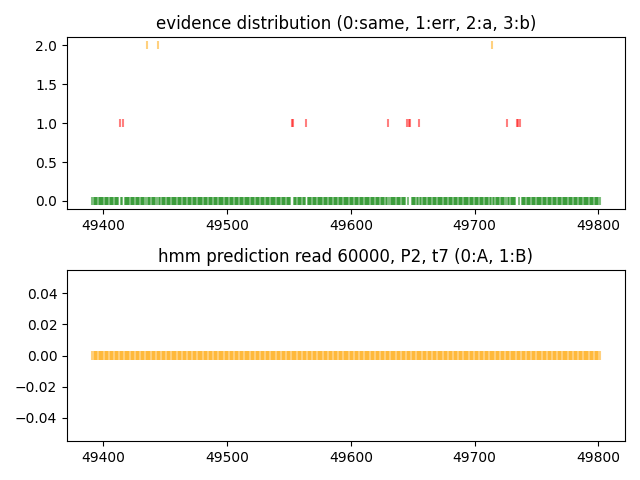 evidence distribution (0:same, 1:err, 2:a, 3:b)
2.0
1.5
1.0
0.5
0.0
49400 49500 49600 49700 49800
hmm prediction read 60000, P2, t7 (0:A, 1:B)
0.04
0.02
0.00
−0.02
−0.04
49400 49500 49600 49700 49800